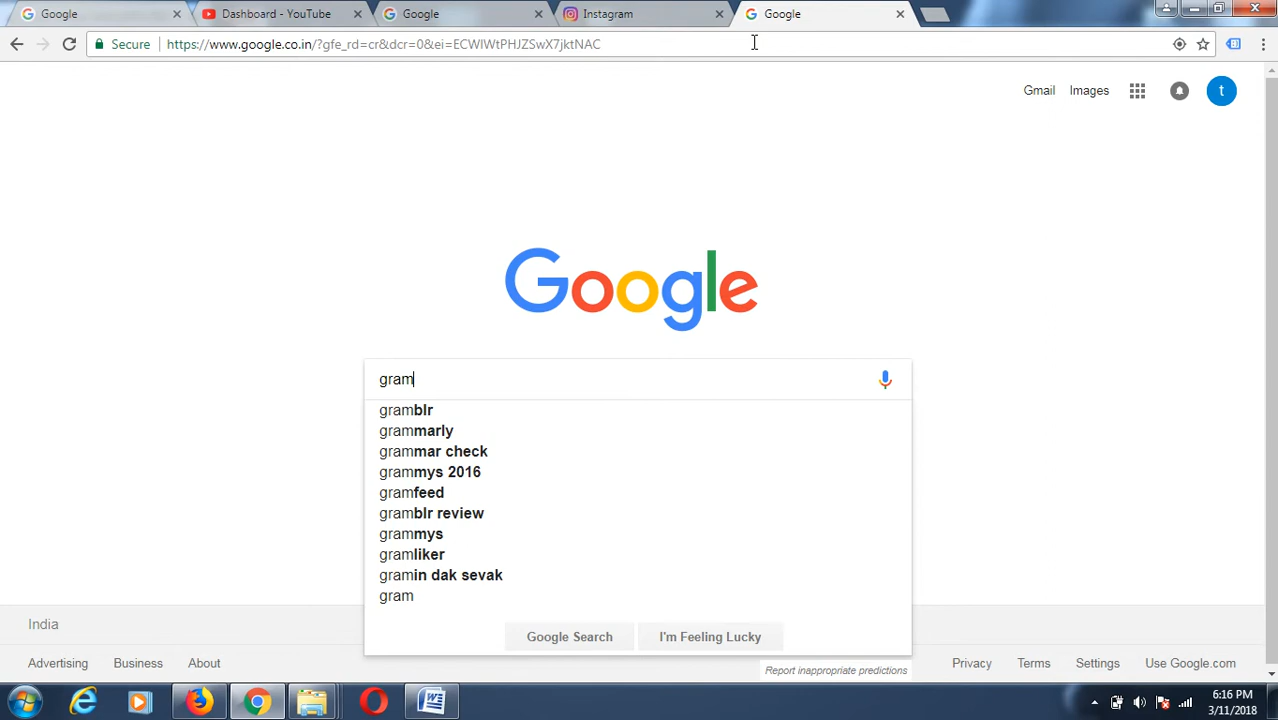 Google
Dashboard - YouTube
Google
Instagram
Google
Secure
https://www.google.co.in/?gfe_rd=cr&dcr=0&ei=ECWlWtPHJZSwX7jktNAC
Gmail
Images
t
Google
gram
gramblr
grammarly
grammar check
grammys 2016
gramfeed
gramblr review
grammys
gramliker
gramin dak sevak
gram
Google Search
I'm Feeling Lucky
India
Report inappropriate predictions
Advertising
Business
About
Privacy
Terms
Settings
Use Google.com
6:16 PM
3/11/2018